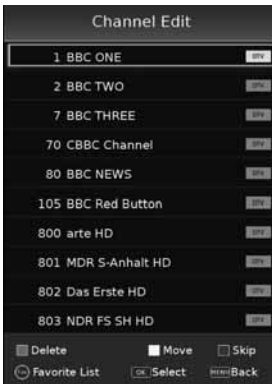 Channel Edit
1 BBC ONE DTV
2 BBC TWO DTV
7 BBC THREE DTV
70 CBBC Channel DTV
80 BBC NEWS DTV
105 BBC Red Button DTV
800 arte HD DTV
801 MDR S-Anhalt HD DTV
802 Das Erste HD DTV
803 NDR FS SH HD DTV
Delete Move Skip
Favorite List OK Select MENU Back